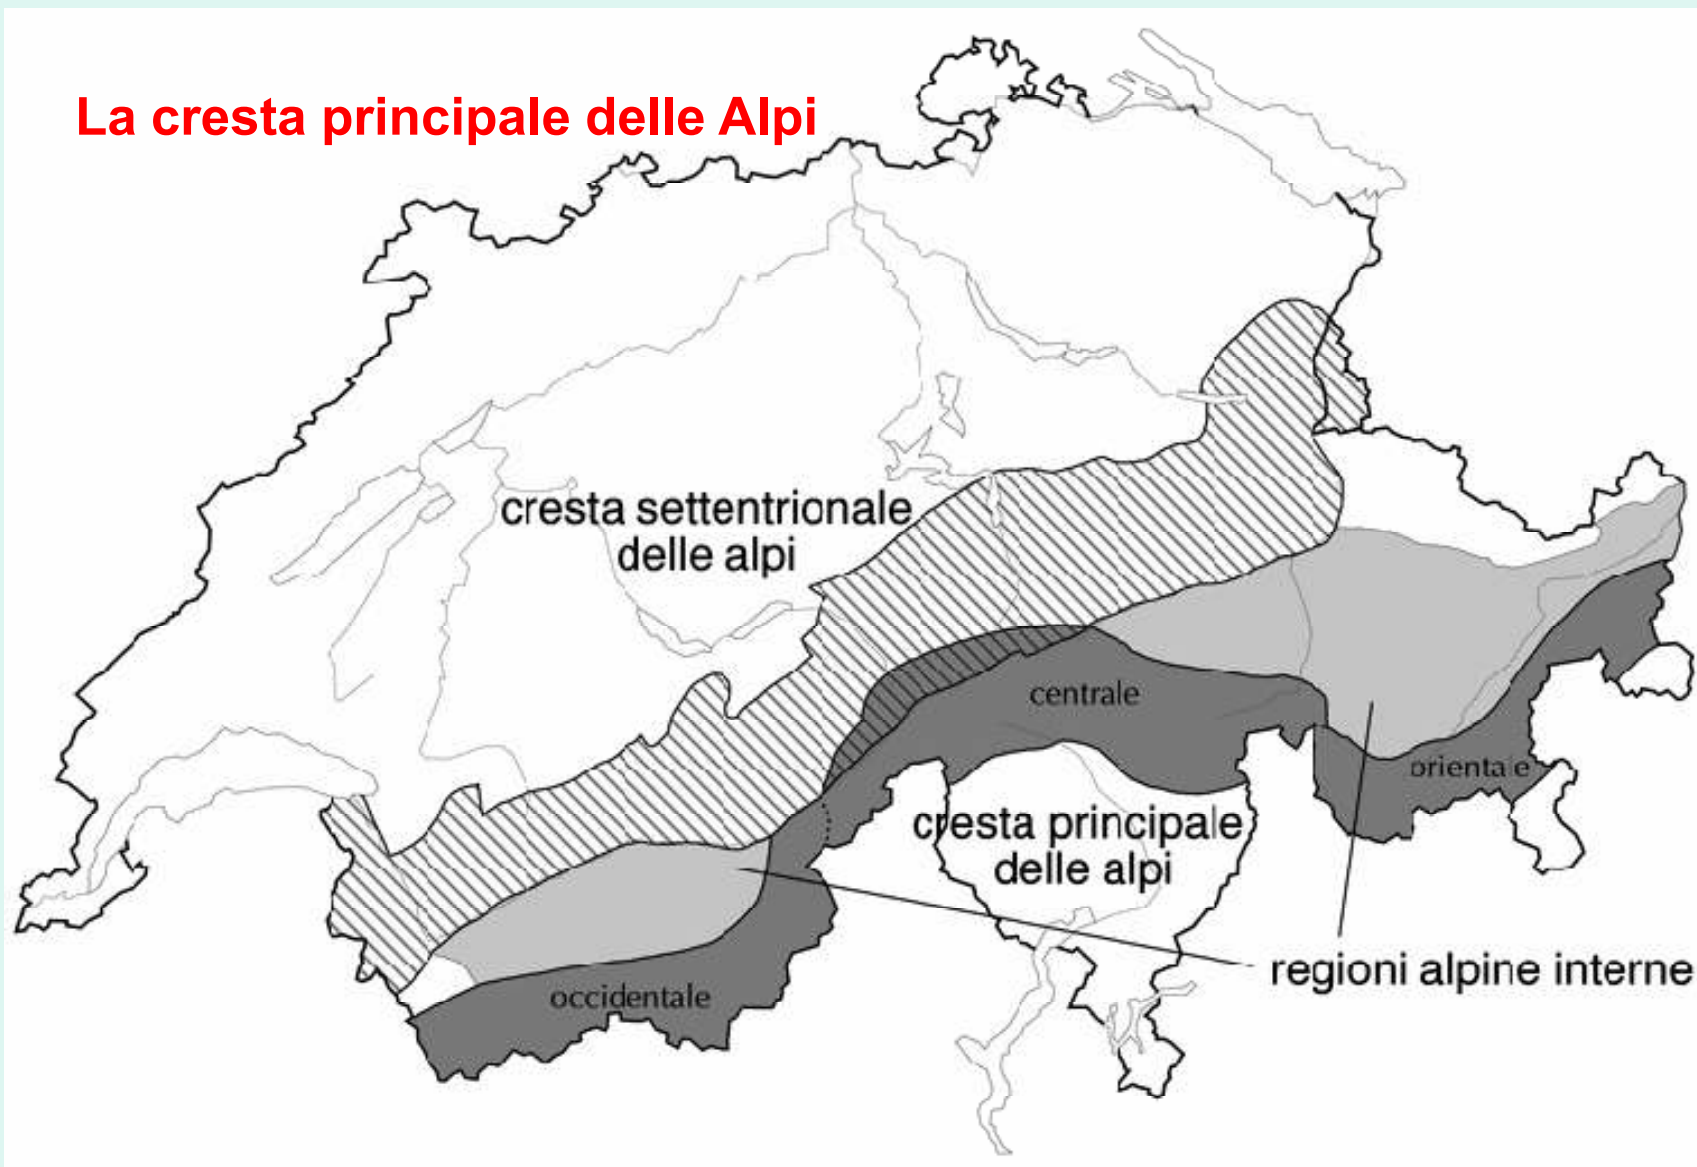 La cresta principale delle Alpi
cresta settentrionale
delle alpi
centrale
orientale
cresta principale
delle alpi
regioni alpine interne
occidentale